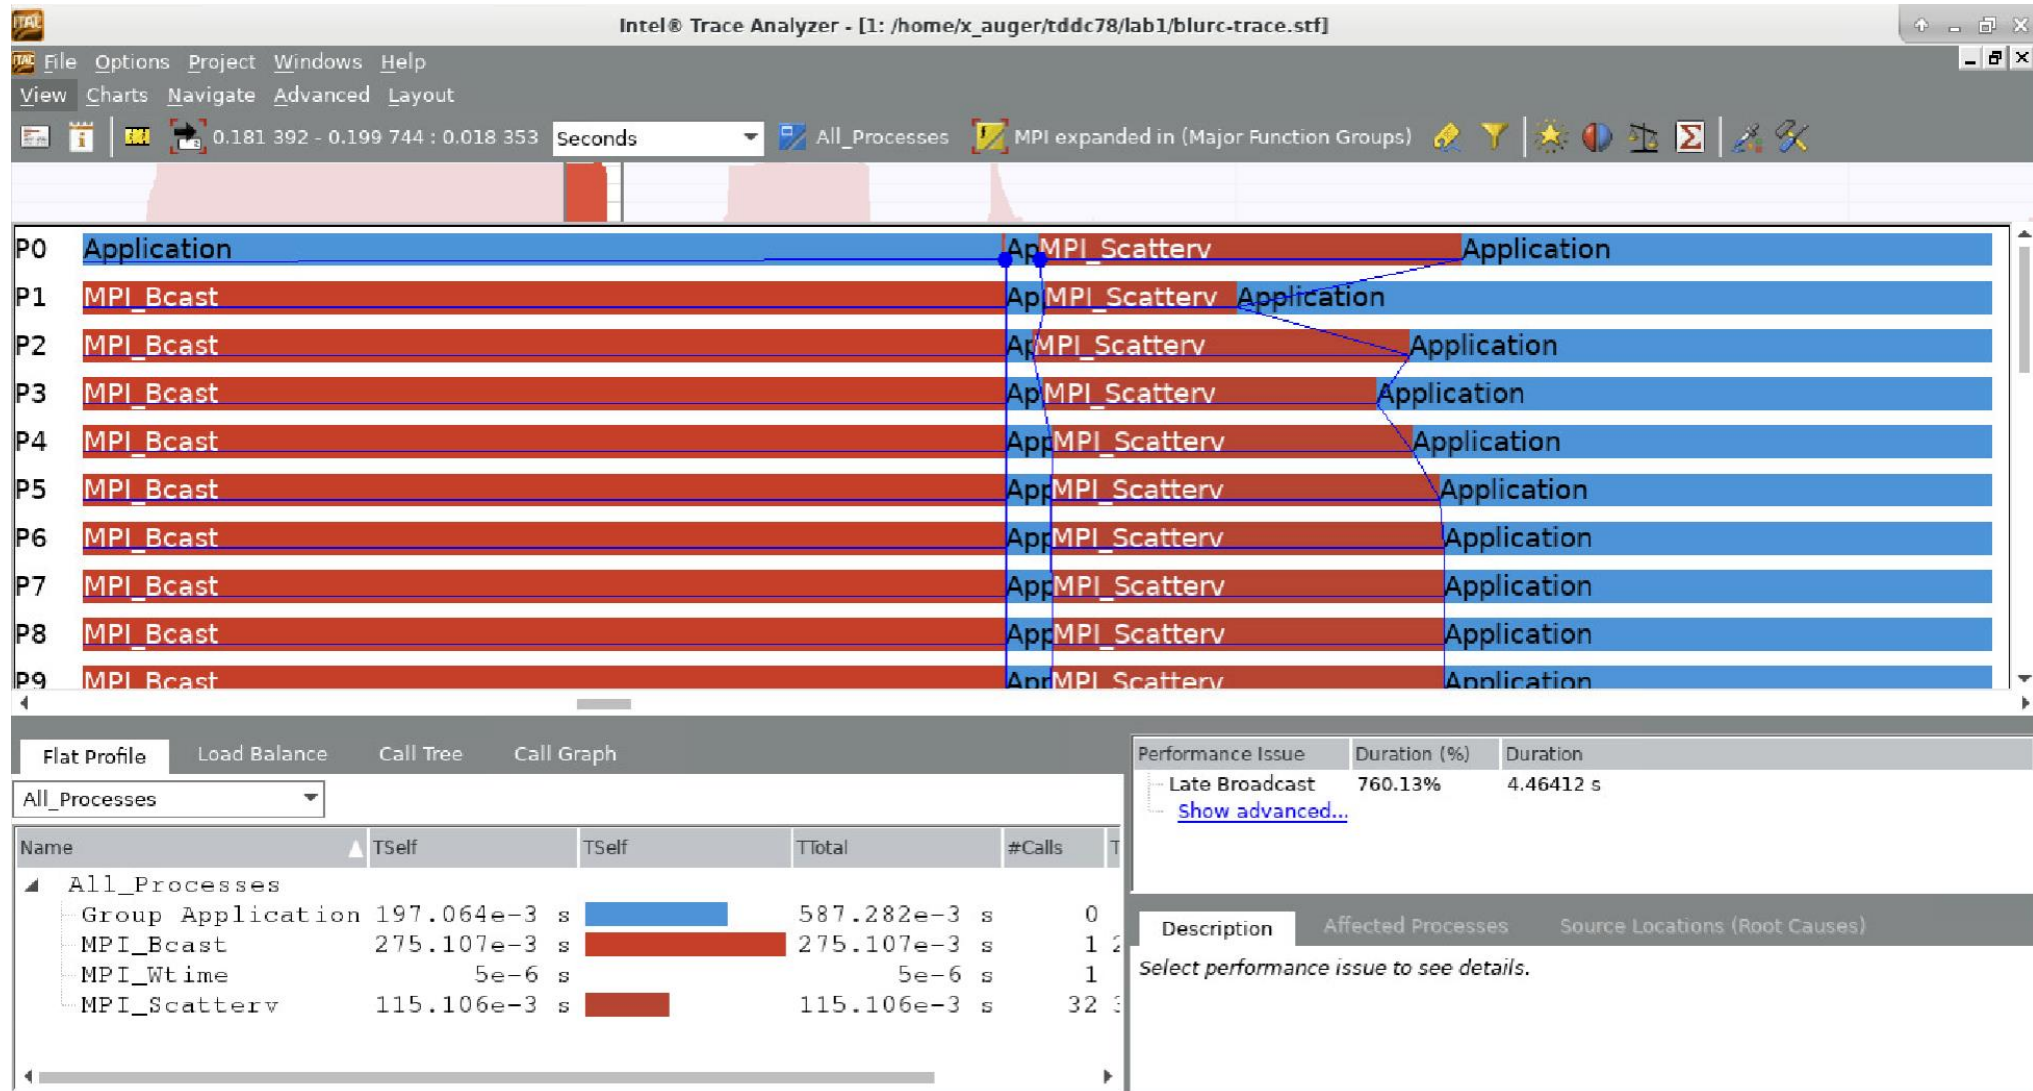 ITAC
Intel® Trace Analyzer - [1: /home/x_auger/tddc78/lab1/blurc-trace.stf]
ITAC File Options Project Windows Help
View Charts Navigate Advanced Layout
0.181 392 - 0.199 744 : 0.018 353 Seconds All_Processes MPI expanded in (Major Function Groups)
P0 Application Ap MPI_Scatterv Application
P1 MPI_Bcast Ap MPI_Scatterv Application
P2 MPI_Bcast Ap MPI_Scatterv Application
P3 MPI_Bcast Ap MPI_Scatterv Application
P4 MPI_Bcast App MPI_Scatterv Application
P5 MPI_Bcast App MPI_Scatterv Application
P6 MPI_Bcast App MPI_Scatterv Application
P7 MPI_Bcast App MPI_Scatterv Application
P8 MPI_Bcast App MPI_Scatterv Application
P9 MPI_Bcast App MPI_Scatterv Application
Flat Profile Load Balance Call Tree Call Graph
All_Processes
Name TSelf TSelf TTotal #Calls T
All_Processes
Group Application 197.064e-3 s 587.282e-3 s 0
MPI_Bcast 275.107e-3 s 275.107e-3 s 1
MPI_Wtime 5e-6 s 5e-6 s 1
MPI_Scatterv 115.106e-3 s 115.106e-3 s 32
Performance Issue Duration (%) Duration
Late Broadcast 760.13% 4.46412 s
Show advanced...
Description Affected Processes Source Locations (Root Causes)
Select performance issue to see details.